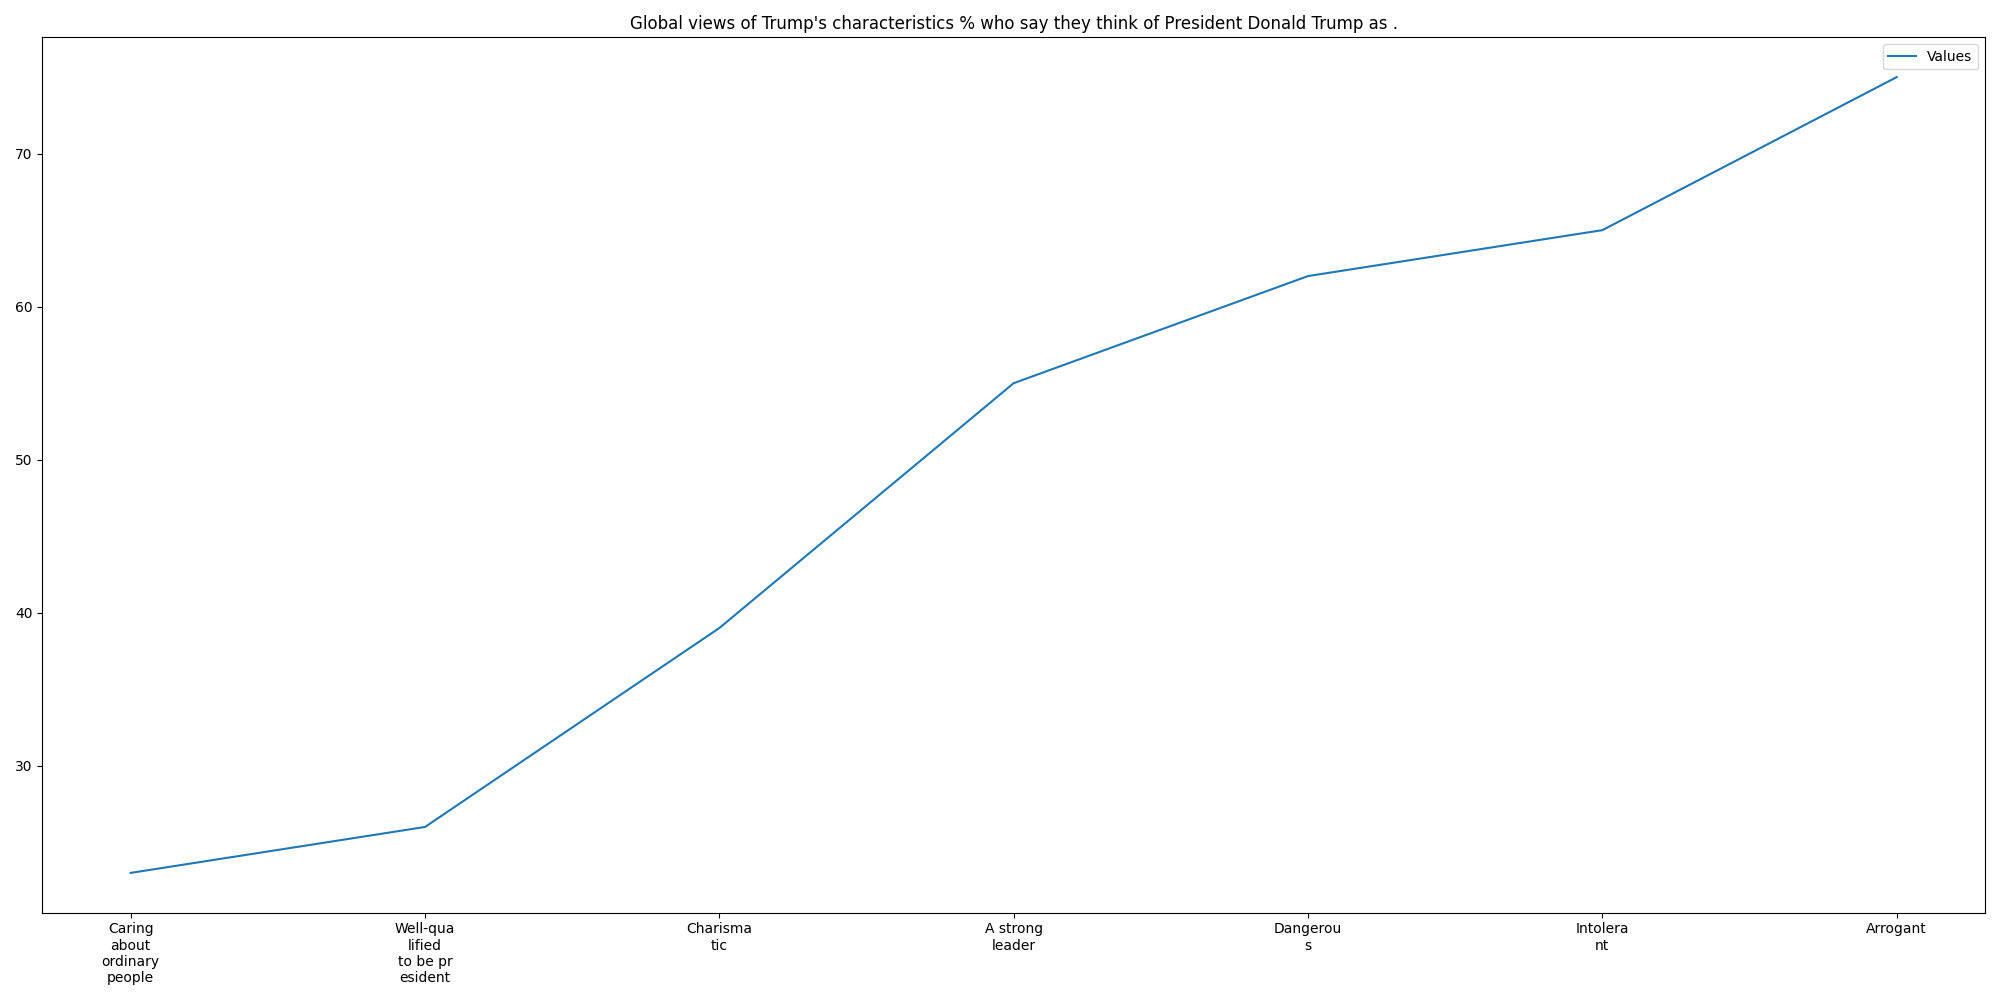 Global views of Trump's characteristics % who say they think of President Donald Trump as .
Values
70
60
50
40
30
Caring
about
ordinary
people
Well-qua
lified
to be pr
esident
Charisma
tic
A strong
leader
Dangerou
s
Intolera
nt
Arrogant